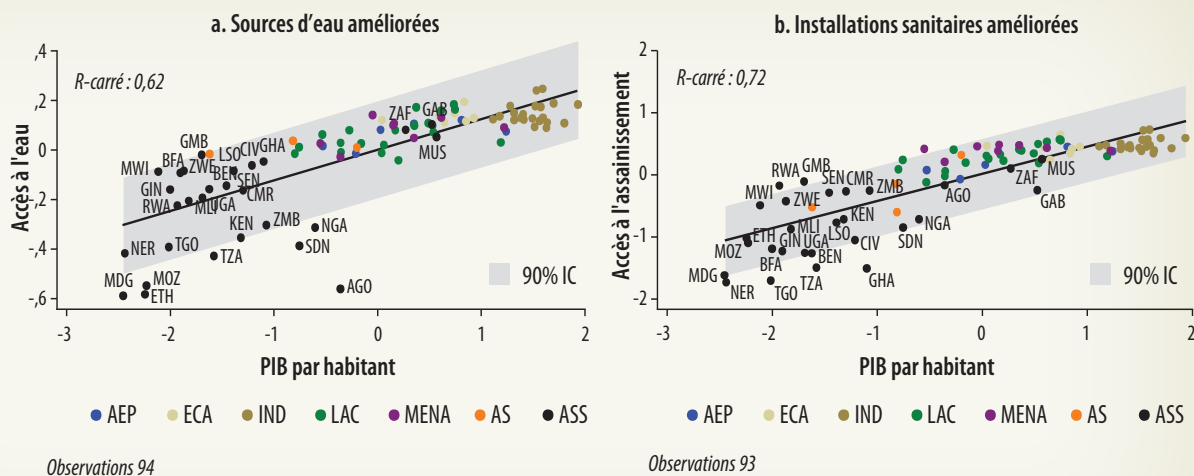 a. Sources d'eau améliorées
R-carré : 0,62
Accès à l'eau
,4
,2
0
-,2
-,4
-,6
-3
-2
-1
0
1
2
PIB par habitant
GMB
BFA
MWI
ZWE
LSO
CIV
GHA
BEN
SEN
GIN
RWA
MLI
UGA
CMR
ZAF
GAB
MUS
KEN
ZMB
NGA
NER
TGO
TZA
SDN
MDG
MOZ
ETH
AGO
90% IC
AEP ECA IND LAC MENA AS ASS
Observations 94
b. Installations sanitaires améliorées
R-carré : 0,72
Accès à l'assainissement
2
1
0
-1
-2
-3
-2
-1
0
1
2
PIB par habitant
RWA
GMB
MWI
ZWE
SEN
CMR
ZMB
AGO
ZAF
MUS
GAB
MLI
KEN
LSO
NGA
ETH
MOZ
GIN
UGA
CIV
SDN
BFA
BEN
MDG
NER
TGO
TZA
GHA
90% IC
AEP ECA IND LAC MENA AS ASS
Observations 93